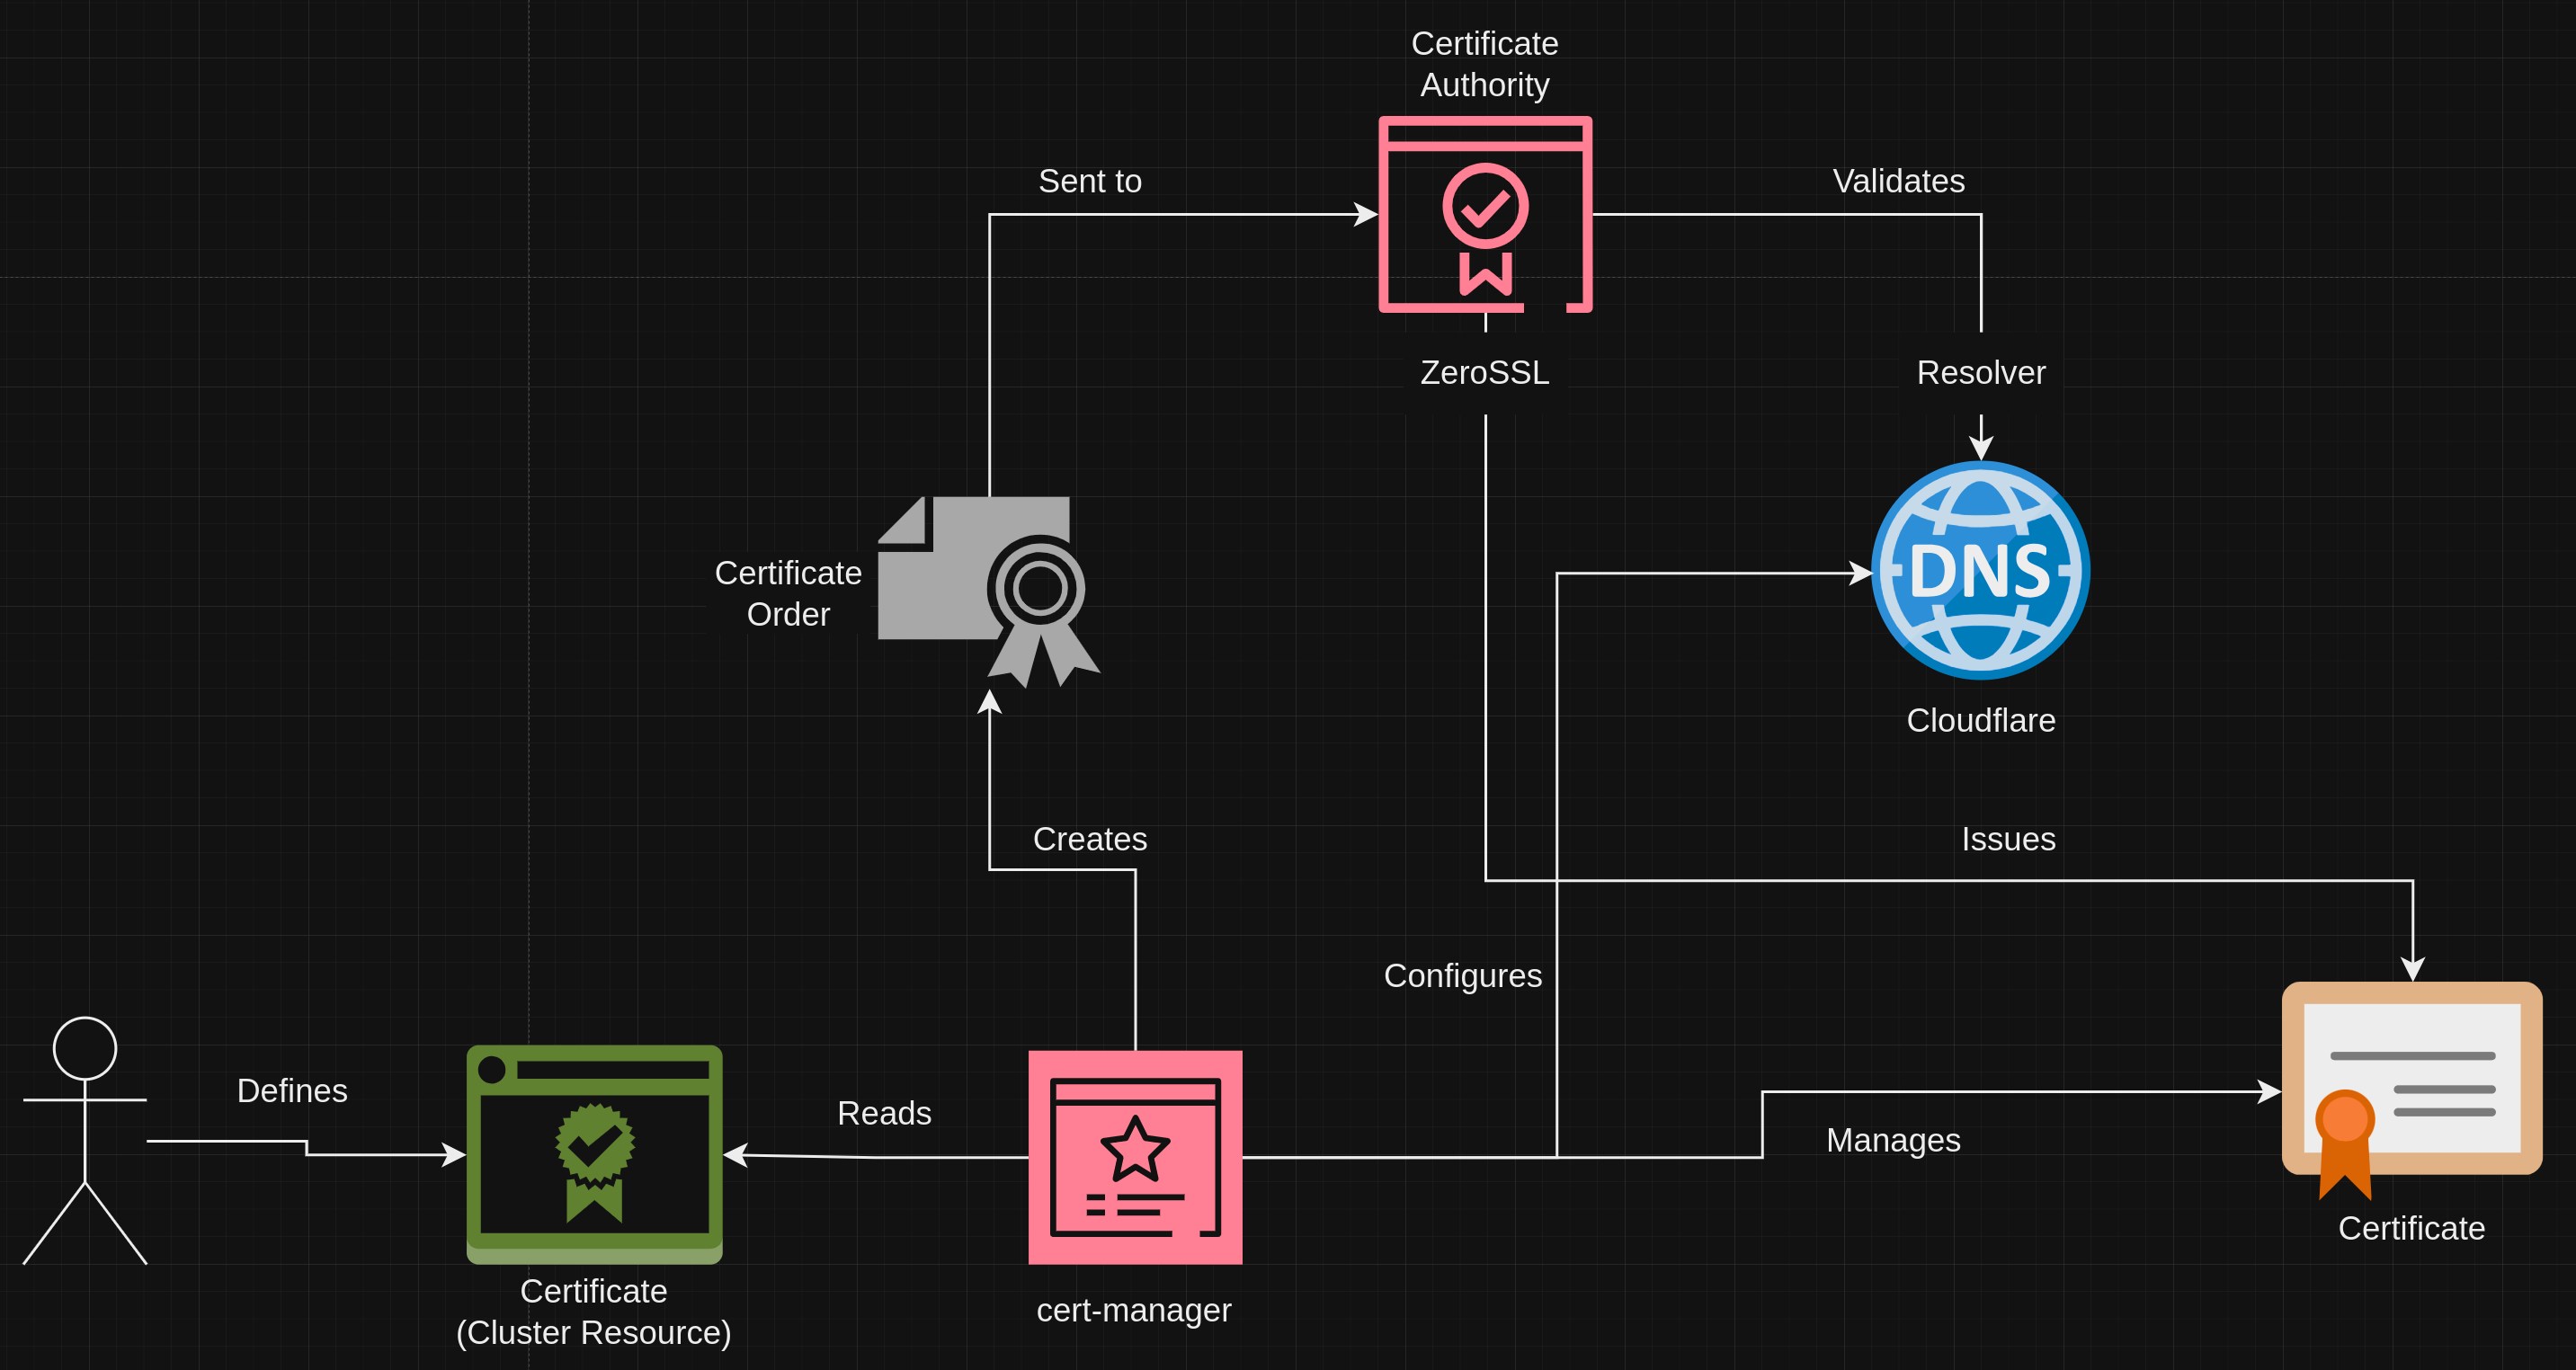 Certificate
Authority
Sent to
Validates
ZeroSSL
Resolver
DNS
Certificate
Order
Cloudflare
Creates
Issues
Configures
Defines
Reads
Manages
Certificate
Certificate
(Cluster Resource)
cert-manager